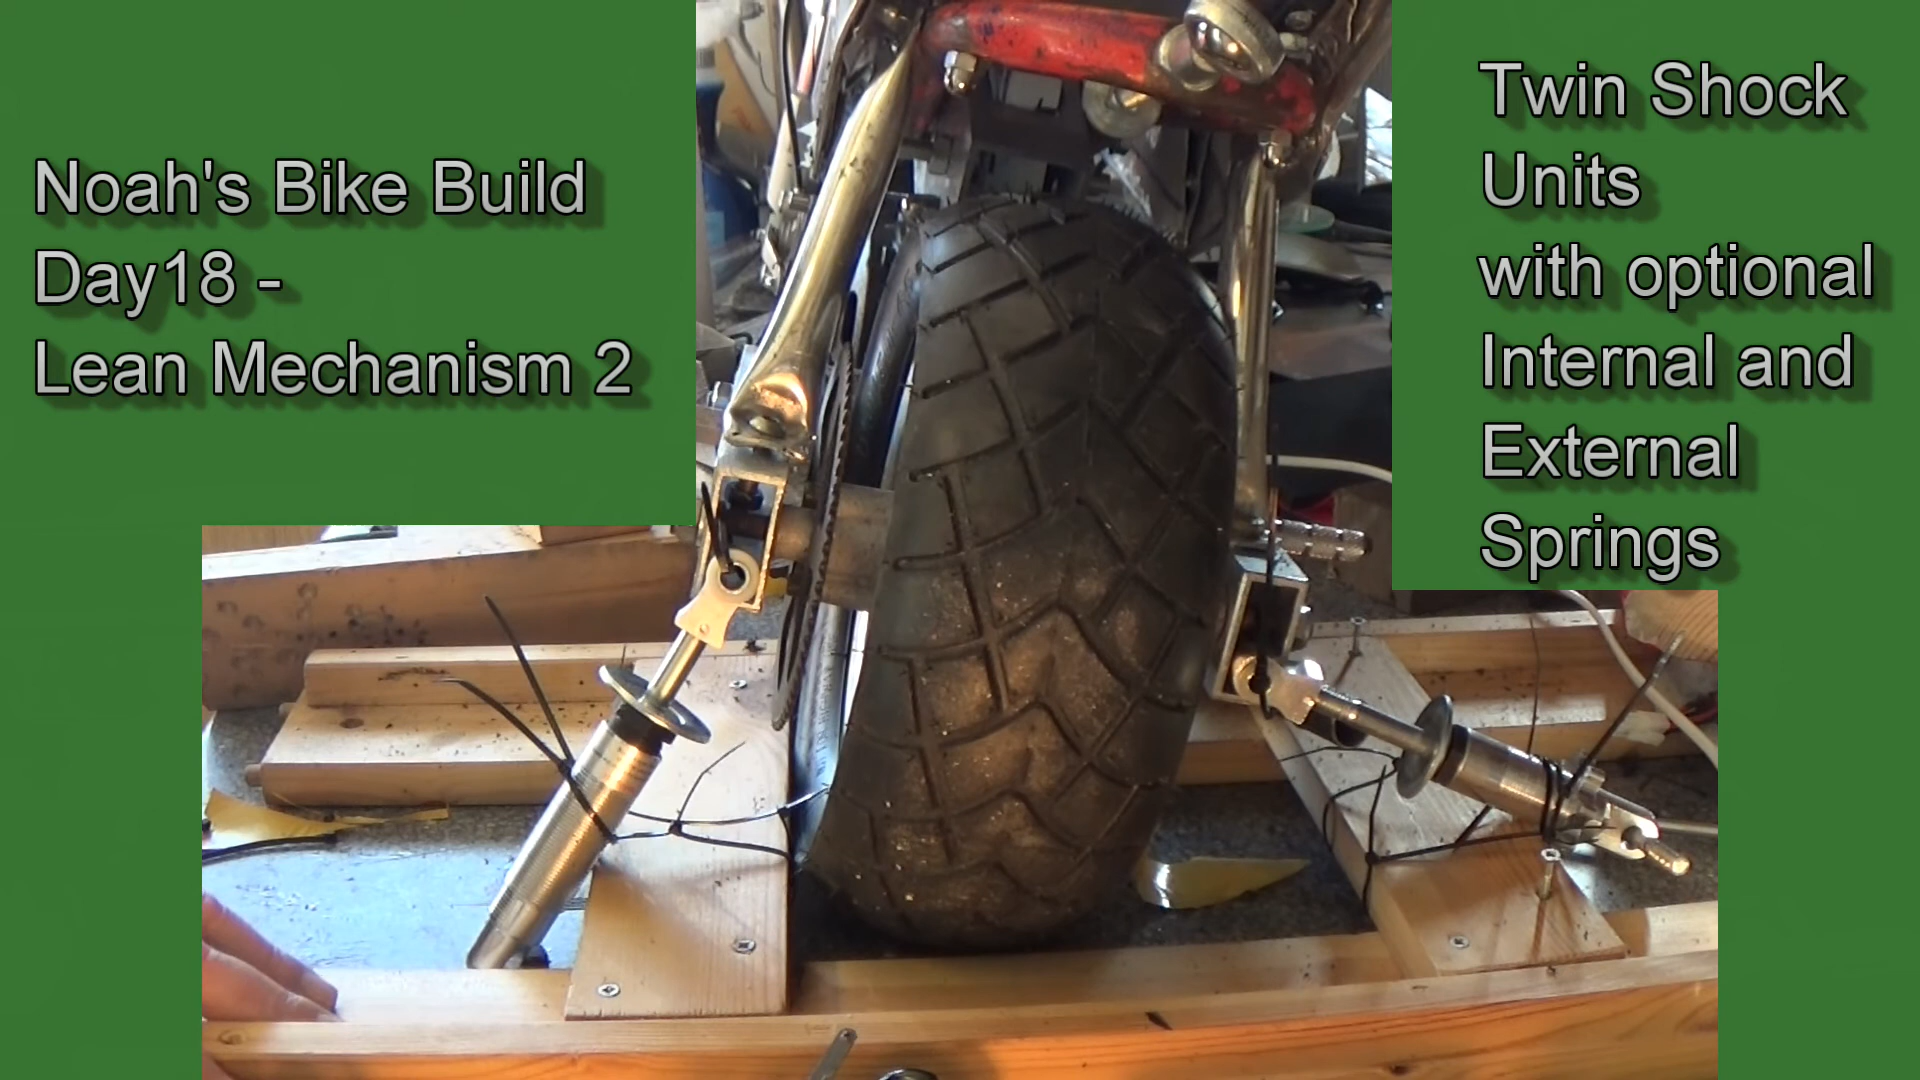 Noah's Bike Build
Day18 -
Lean Mechanism 2
Twin Shock
Units
with optional
Internal and
External
Springs